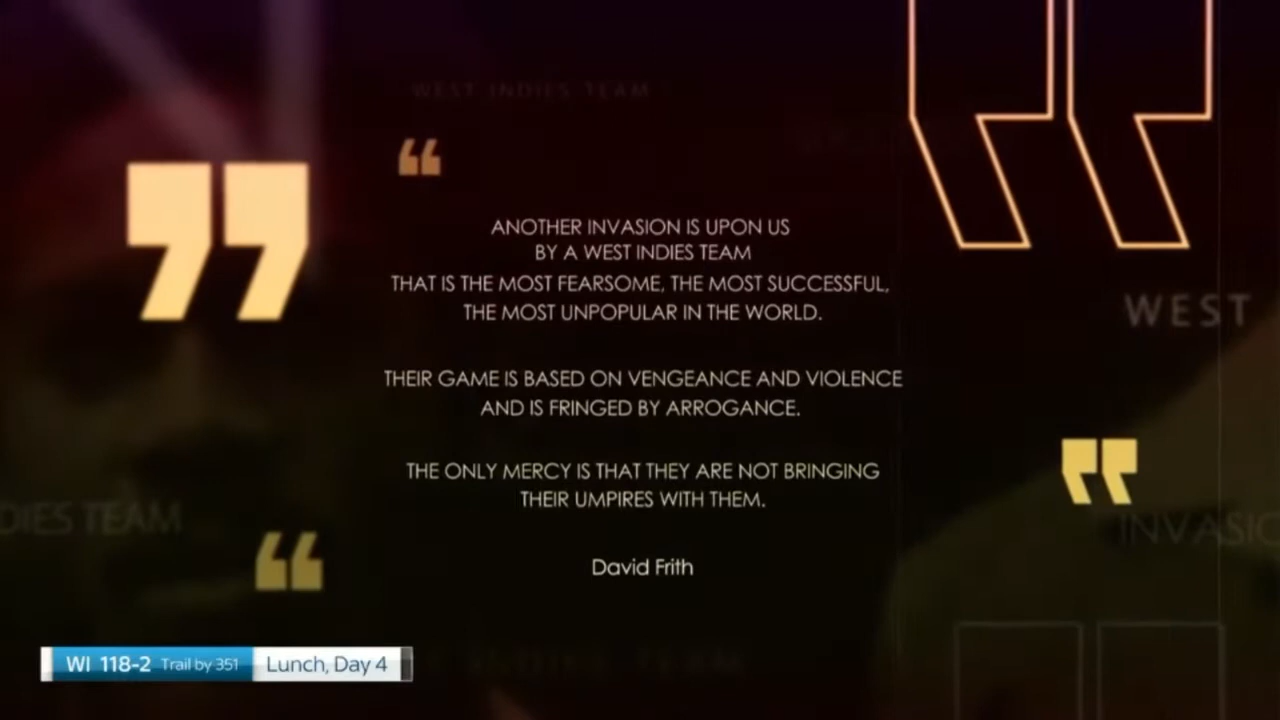 WEST INDIES TEAM
“
ANOTHER INVASION IS UPON US
BY A WEST INDIES TEAM
THAT IS THE MOST FEARSOME, THE MOST SUCCESSFUL,
THE MOST UNPOPULAR IN THE WORLD.
WEST
THEIR GAME IS BASED ON VENGEANCE AND VIOLENCE
AND IS FRINGED BY ARROGANCE.
THE ONLY MERCY IS THAT THEY ARE NOT BRINGING
THEIR UMPIRES WITH THEM.
DIES TEAM
INVASIO
David Frith
WI 118-2 Trail by 351 Lunch, Day 4